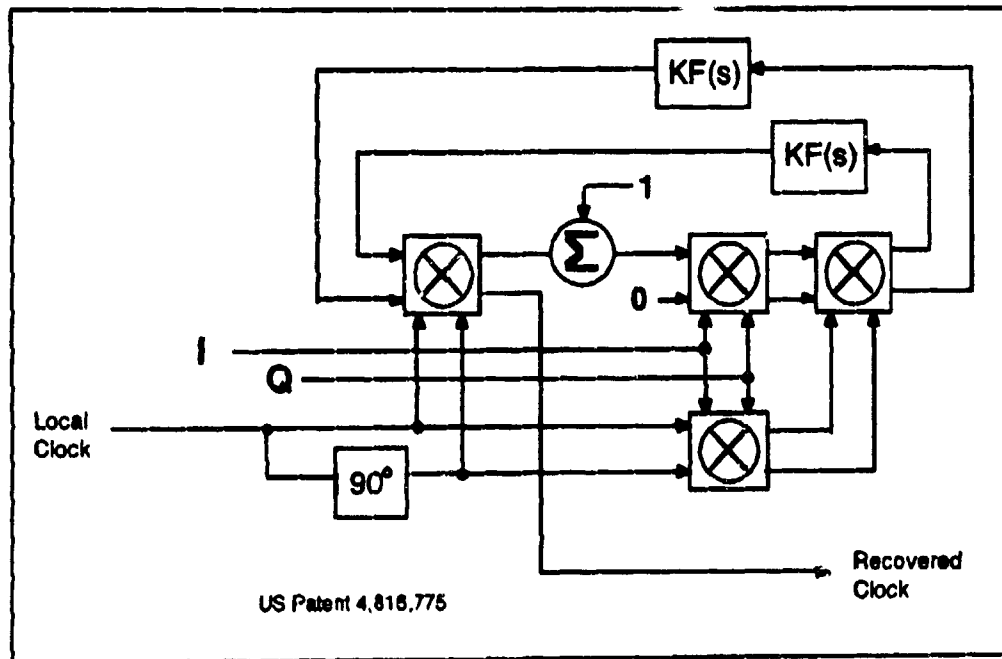 KF(s)
KF(s)
1
Σ
0
I
Q
Local
Clock
90°
Recovered
Clock
US Patent 4,816,775